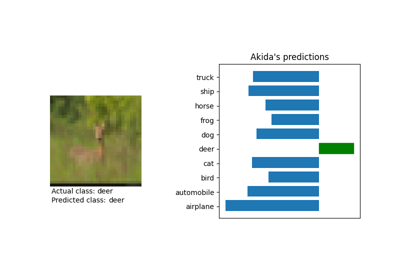 Akida's predictions
truck
ship
horse
frog
dog
deer
cat
bird
automobile
airplane
Actual class: deer
Predicted class: deer